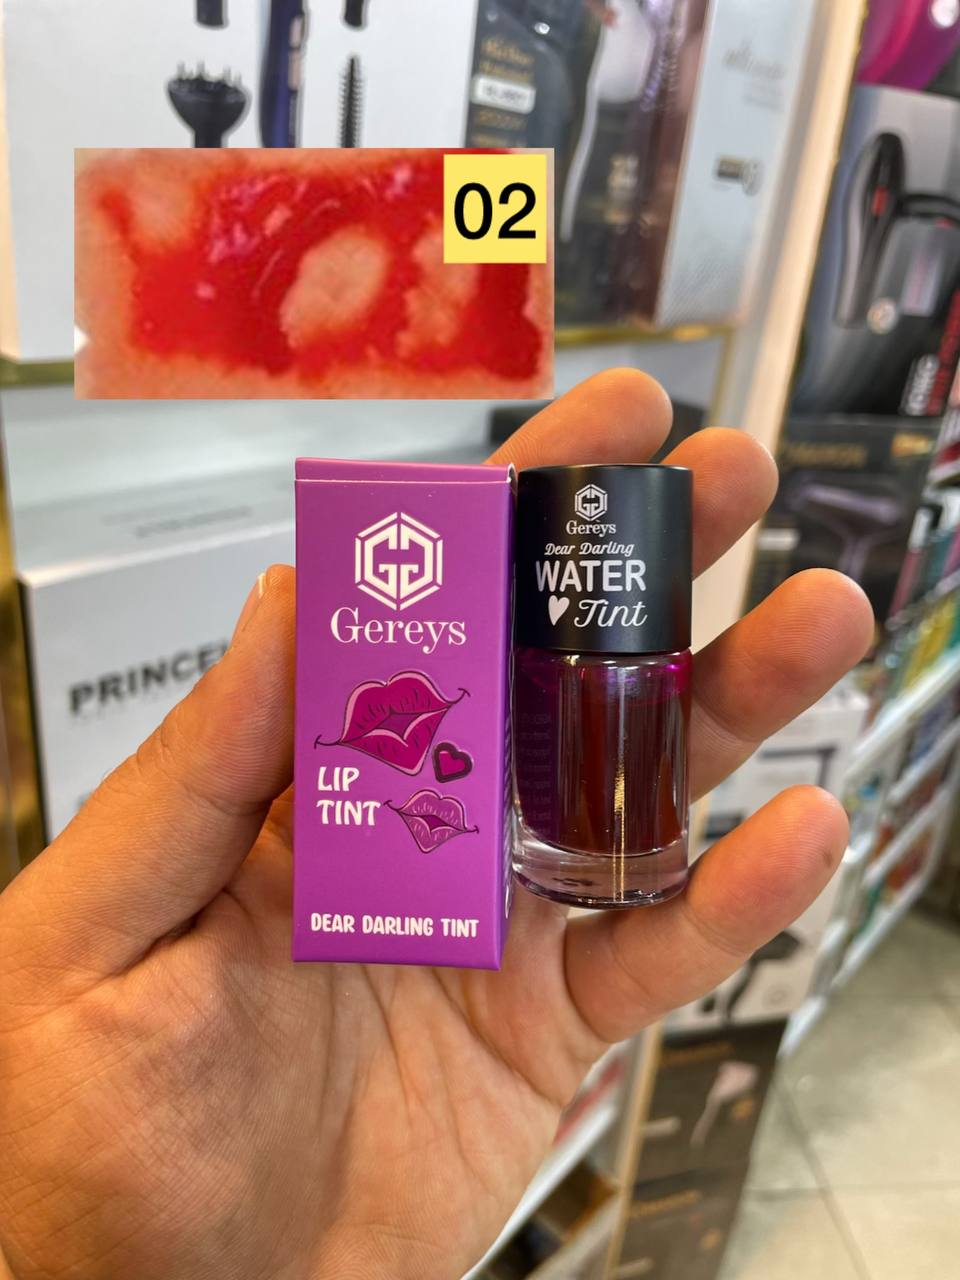 02
PRINCE
Gereys
LIP
TINT
DEAR DARLING TINT
Gereys
Dear Darling
WATER
Tint